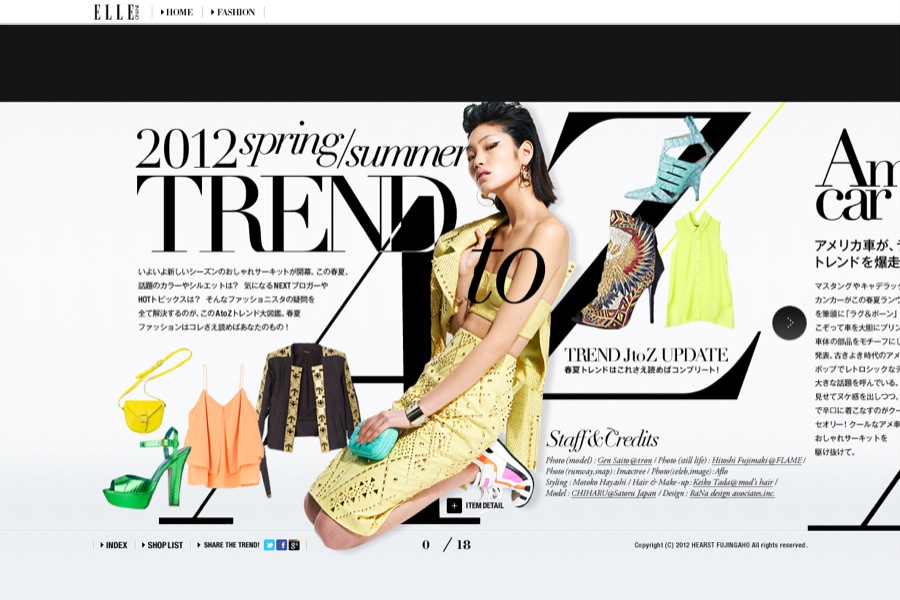 ELLE ONLINE
HOME
FASHION
2012 spring/summer
TREND
A to Z
いよいよ新しいシーズンのおしゃれサーキットが開幕。この春夏、
話題のカラーやシルエットは？ 気になるNEXTブロガーや
HOTトピックスは？ そんなファッショニスタの疑問を
全て解決するのが、このAtoZトレンド大図鑑。春夏
ファッションはコレさえ読めばあなたのもの！
TREND J to Z UPDATE
春夏トレンドはこれさえ読めばコンプリート！
Staff & Credits
Photo (model) : Gen Saito@tron / Photo (still life) : Hitoshi Fujimaki@FLAME /
Photo (runway,snap) : Imaxtree / Photo(celeb,image) : Aflo
Styling : Motoko Hayashi / Hair & Make-up : Keiko Tada@mod's hair /
Model : CHIHARU@Satoru Japan / Design : RaNa design associates,inc.
+ ITEM DETAIL
Am
car
アメリカ車が、
トレンドを爆走
マスタングやキャデラッ
カンカーがこの春夏ラン
を筆頭に「ラグ&ボーン」
こぞって車を大胆にプリン
車体の部品をモチーフにし
発表。古きよき時代のアメ
ポップでレトロシックな
大きな話題を呼んでいる。
見せてヌケ感を出しつつ、
で辛口に着こなすのがクー
セオリー！クールなアメ車
おしゃれサーキットを
駆け抜けて。
INDEX
SHOP LIST
SHARE THE TREND!
0 / 18
Copyright (C) 2012 HEARST FUJINGAHO All rights reserved.